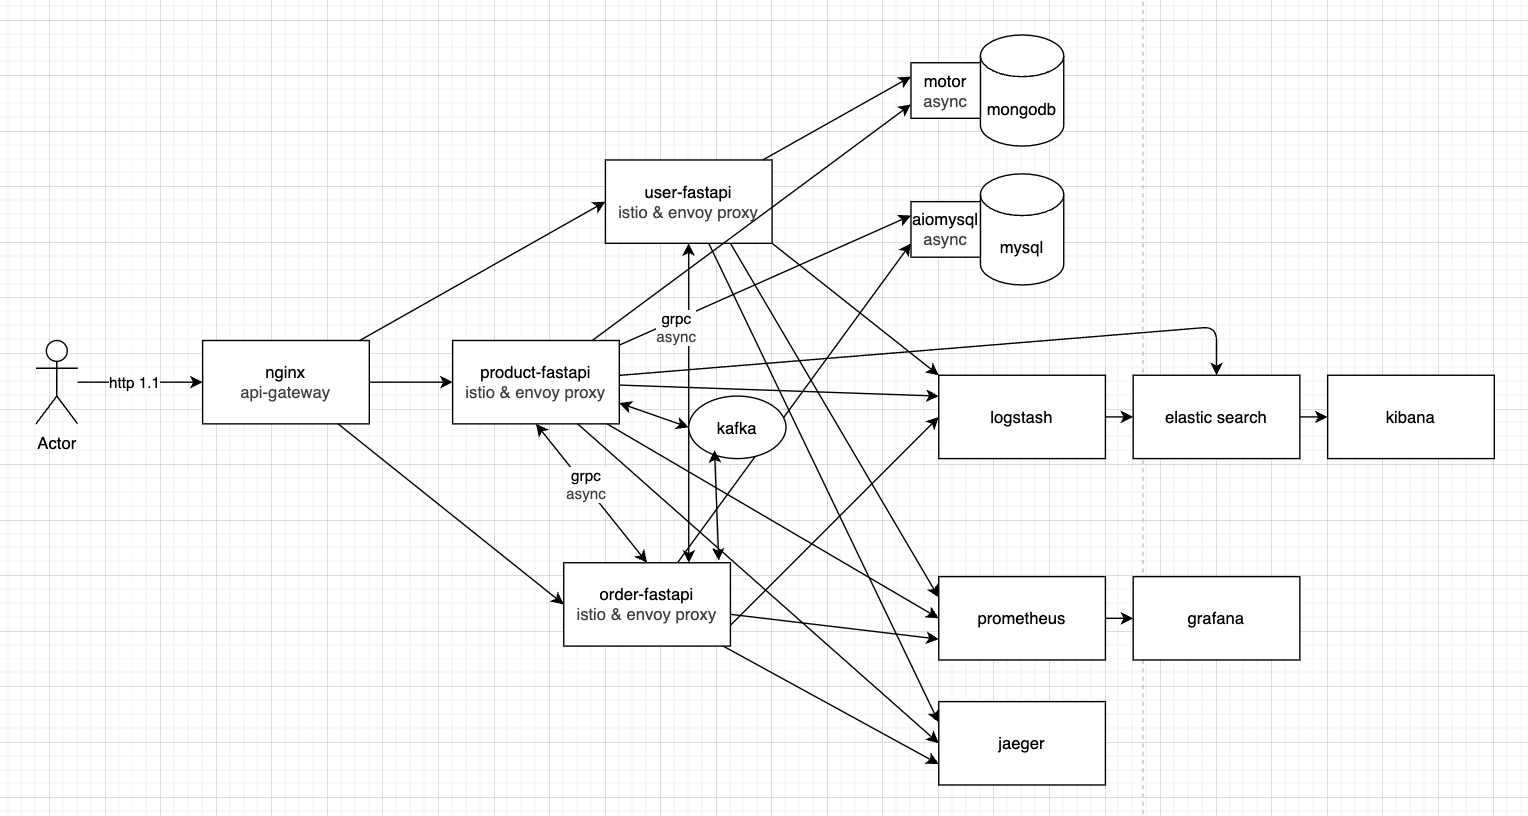 motor
async
mongodb
user-fastapi
istio & envoy proxy
aiomysql
async
mysql
grpc
async
http 1.1
Actor
nginx
api-gateway
product-fastapi
istio & envoy proxy
kafka
logstash
elastic search
kibana
grpc
async
order-fastapi
istio & envoy proxy
prometheus
grafana
jaeger